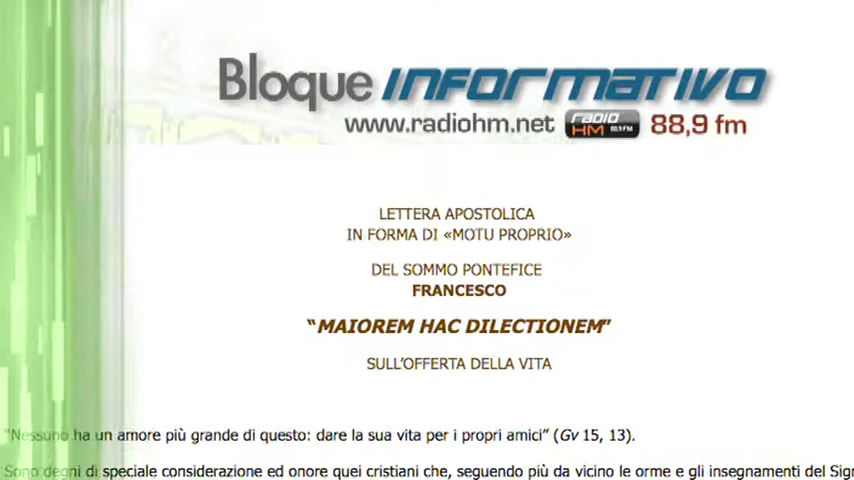 Bloque INFORMATIVO
www.radiohm.net RADIO HM 88,9 FM 88,9 fm
LETTERA APOSTOLICA
IN FORMA DI «MOTU PROPRIO»
DEL SOMMO PONTEFICE
FRANCESCO
“MAIOREM HAC DILECTIONEM”
SULL’OFFERTA DELLA VITA
“Nessuno ha un amore più grande di questo: dare la sua vita per i propri amici” (Gv 15, 13).
Sono degni di speciale considerazione ed onore quei cristiani che, seguendo più da vicino le orme e gli insegnamenti del